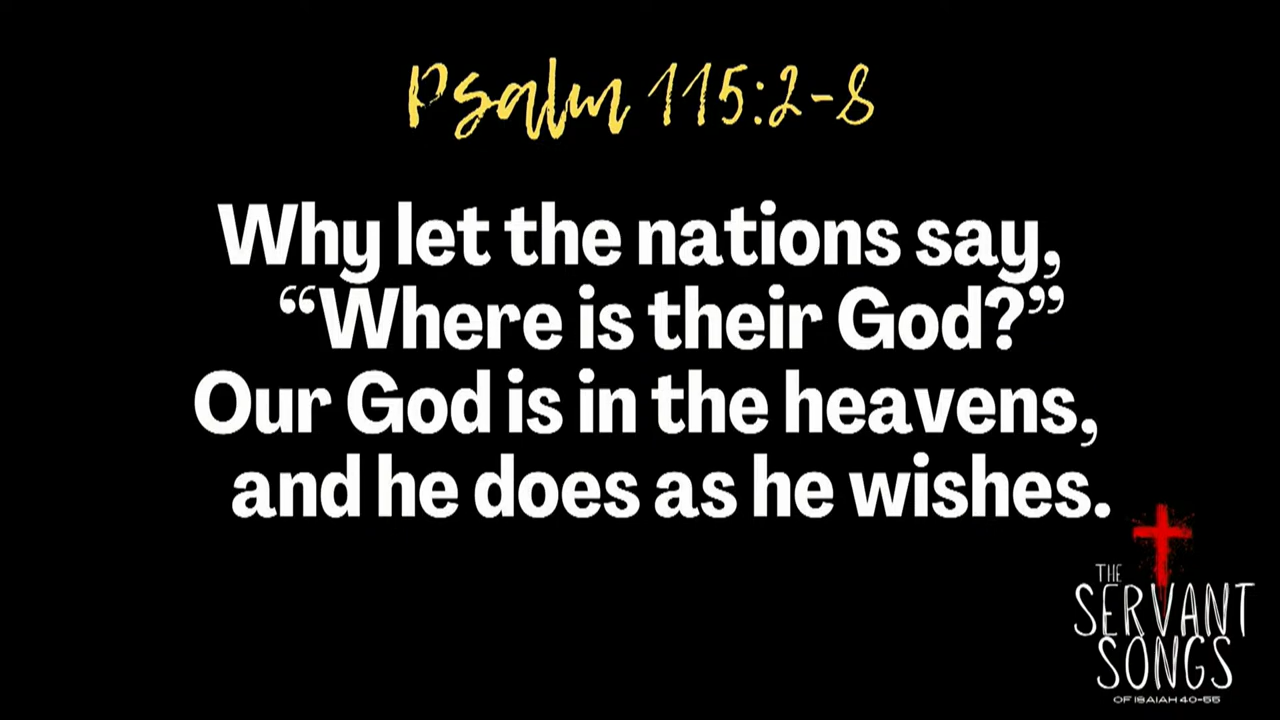 Psalm 115:2-8
Why let the nations say,
“Where is their God?”
Our God is in the heavens,
and he does as he wishes.
THE
SERVANT
SONGS
OF ISAIAH 40-55